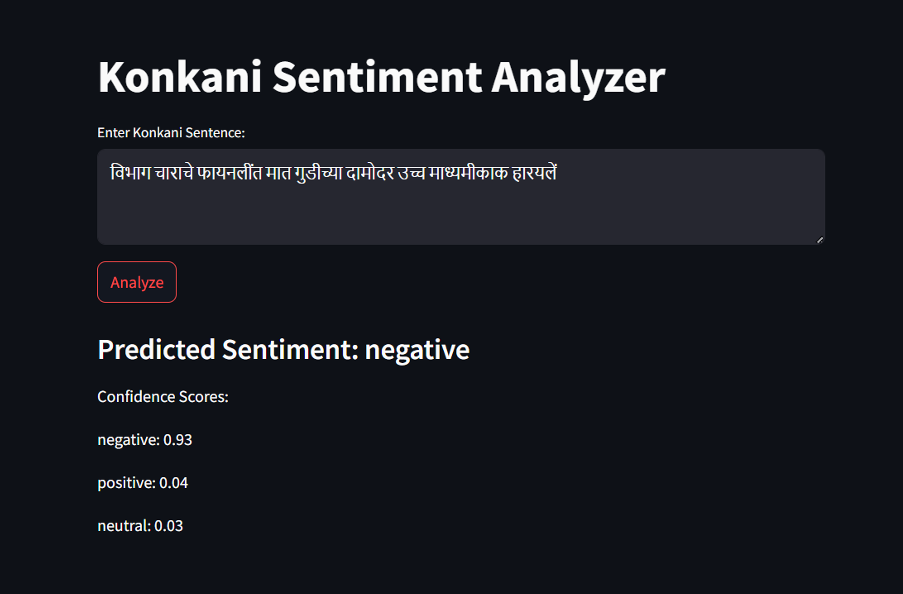 Konkani Sentiment Analyzer
Enter Konkani Sentence:
विभाग चाराचे फायनलींत मात गुडीच्या दामोदर उच्च माध्यमीकाक हारयलें
Analyze
Predicted Sentiment: negative
Confidence Scores:
negative: 0.93
positive: 0.04
neutral: 0.03